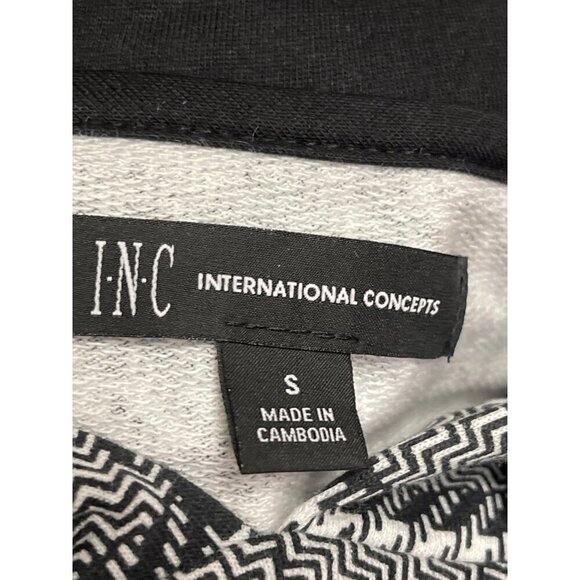 I·N·C INTERNATIONAL CONCEPTS
S
MADE IN
CAMBODIA